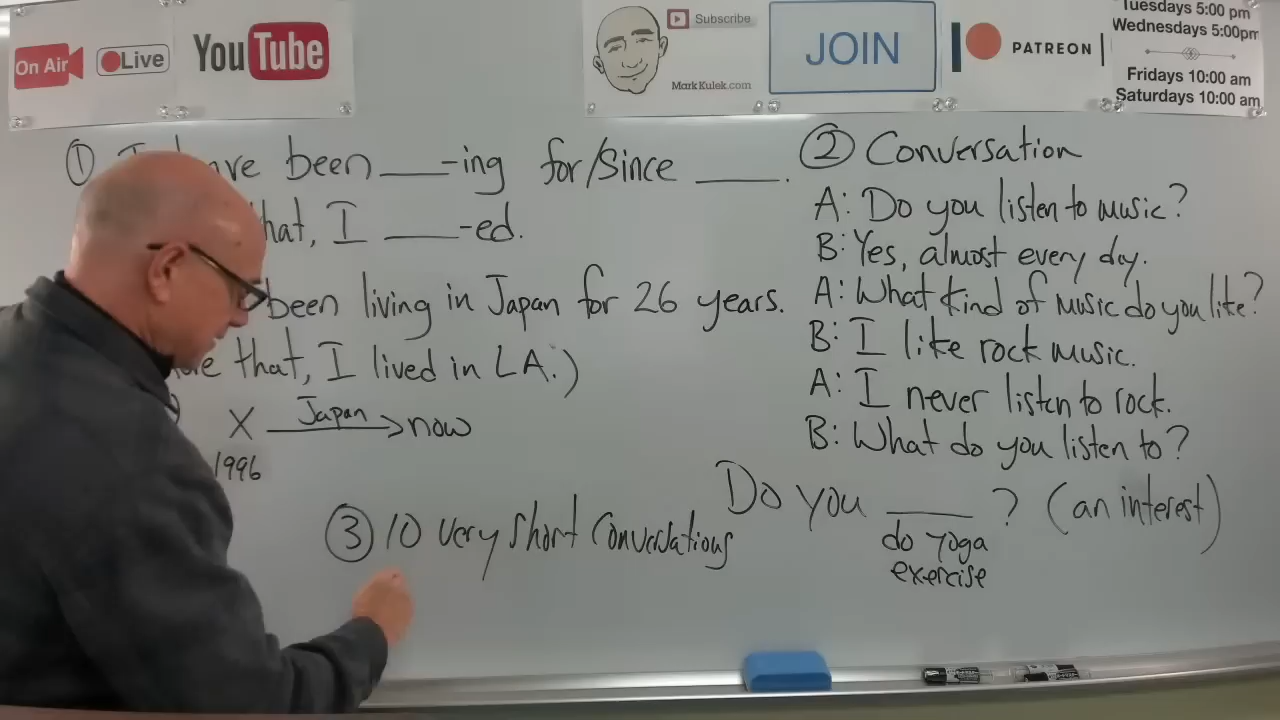 On Air
Live
YouTube
Subscribe
MarkKulek.com
JOIN
PATREON
Tuesdays 5:00 pm
Wednesdays 5:00pm
Fridays 10:00 am
Saturdays 10:00 am
① I have been ___-ing for/since ___.
that, I ___-ed.
been living in Japan for 26 years.
that, I lived in LA.)
X Japan now
1996
② Conversation
A: Do you listen to music?
B: Yes, almost every day.
A: What kind of music do you like?
B: I like rock music.
A: I never listen to rock.
B: What do you listen to?
Do you ___? (an interest)
do yoga
exercise
③ 10 very short conversations